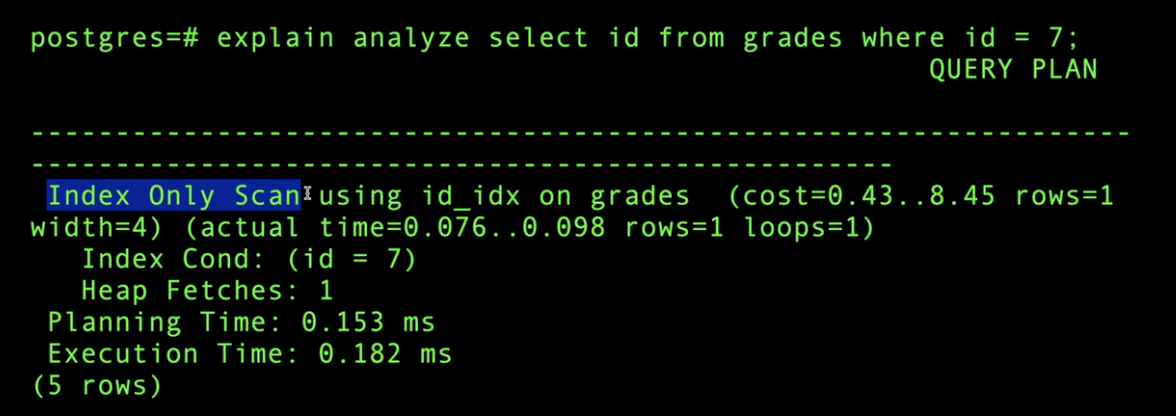 postgres=# explain analyze select id from grades where id = 7;
QUERY PLAN
-----------------------------------------------------------------
---------------------------------------------------
Index Only Scan using id_idx on grades  (cost=0.43..8.45 rows=1
width=4) (actual time=0.076..0.098 rows=1 loops=1)
Index Cond: (id = 7)
Heap Fetches: 1
Planning Time: 0.153 ms
Execution Time: 0.182 ms
(5 rows)